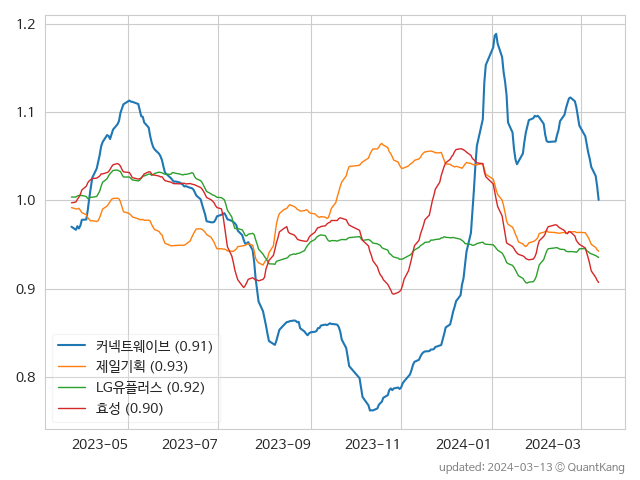 1.2
1.1
1.0
0.9
0.8
커넥트웨이브 (0.91)
제일기획 (0.93)
LG유플러스 (0.92)
효성 (0.90)
2023-05 2023-07 2023-09 2023-11 2024-01 2024-03
updated: 2024-03-13 © QuantKang